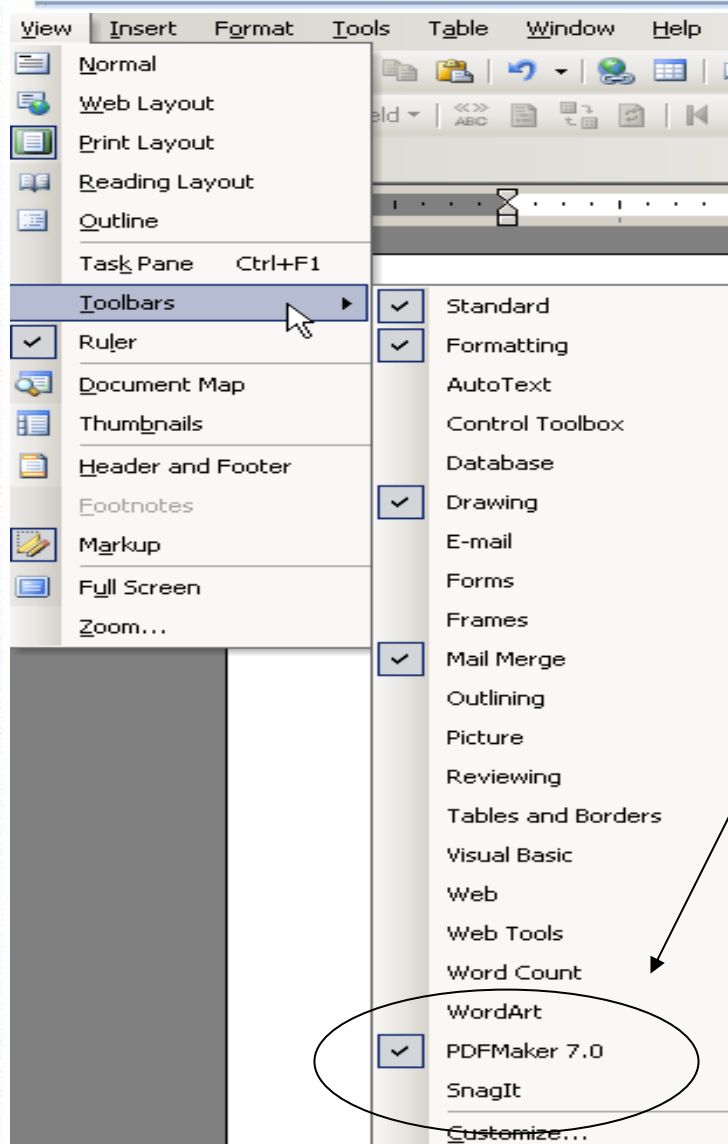 View Insert Format Tools Table Window Help
Normal
Web Layout
eld ABC
Print Layout
Reading Layout
Outline
Task Pane Ctrl+F1
Toolbars
Ruler
Document Map
Thumbnails
Header and Footer
Footnotes
Markup
Full Screen
Zoom...
Standard
Formatting
AutoText
Control Toolbox
Database
Drawing
E-mail
Forms
Frames
Mail Merge
Outlining
Picture
Reviewing
Tables and Borders
Visual Basic
Web
Web Tools
Word Count
WordArt
PDFMaker 7.0
SnagIt
Customize...